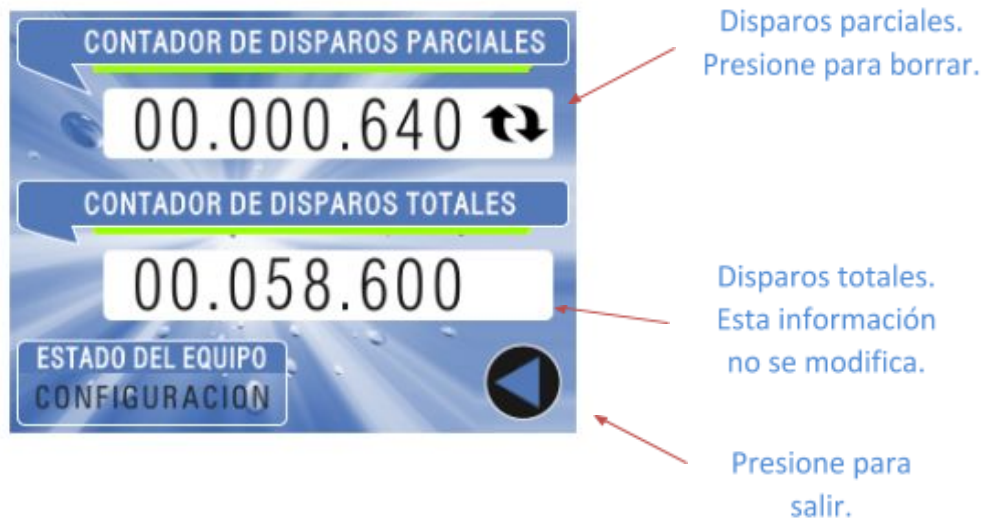 CONTADOR DE DISPAROS PARCIALES
00.000.640
CONTADOR DE DISPAROS TOTALES
00.058.600
ESTADO DEL EQUIPO
CONFIGURACION
Disparos parciales.
Presione para borrar.
Disparos totales.
Esta información
no se modifica.
Presione para
salir.